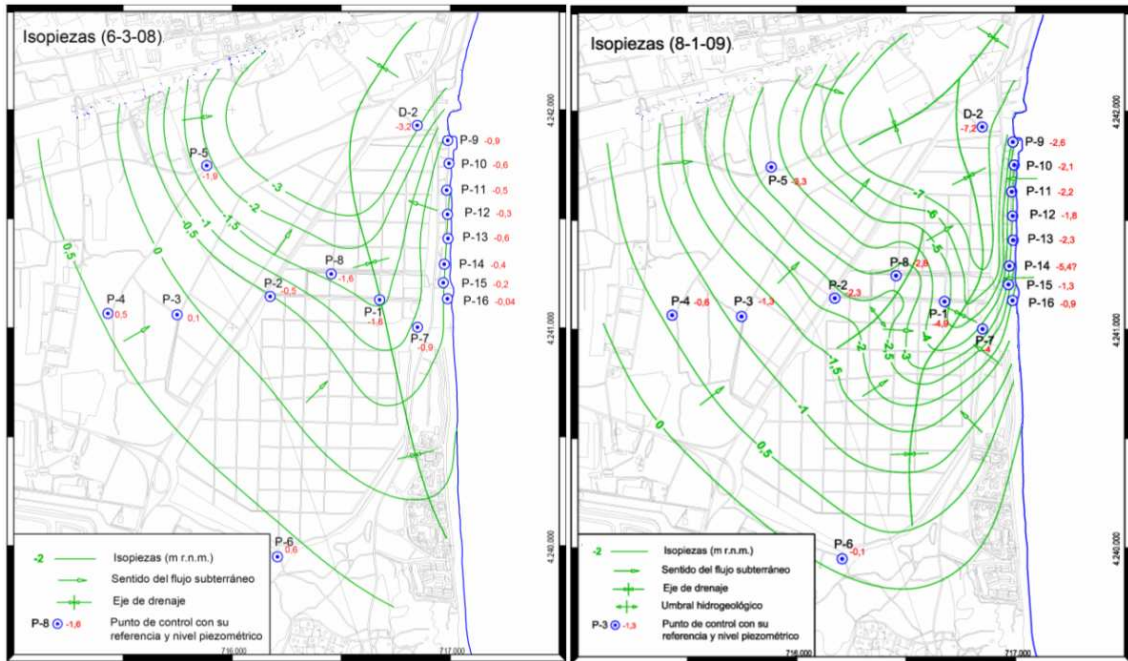 Isopiezas (6-3-08)
D-2
-3,2
P-9 -0,9
P-10 -0,6
P-11 -0,5
P-12 -0,3
P-13 -0,6
P-14 -0,4
P-15 -0,2
P-16 -0,04
P-5
-1,9
-3
-2
-1,5
-1
-0,5
0
0,5
P-8
-1,6
P-2
-0,5
P-1
-1,8
P-7
-0,9
P-4
0,5
P-3
0,1
P-6
0,6
4.242.000
4.241.000
4.240.000
716.000
717.000
-2 Isopiezas (m r.n.m.)
Sentido del flujo subterráneo
Eje de drenaje
P-8 -1,6 Punto de control con su
referencia y nivel piezométrico
Isopiezas (8-1-09)
D-2
-7,2
P-9 -2,6
P-10 -2,1
P-11 -2,2
P-12 -1,8
P-13 -2,3
P-14 -5,4?
P-15 -1,3
P-16 -0,9
P-5 -3,3
-7
-6
-5
-4
-3
-2,5
-2
-1,5
-1
0,5
0
P-8
-2,8
P-2
-2,3
P-1
-4,9
P-7
-4
P-4 -0,6
P-3
-1,3
P-6
-0,1
4.242.000
4.241.000
4.240.000
716.000
717.000
-2 Isopiezas (m r.n.m.)
Sentido del flujo subterráneo
Eje de drenaje
Umbral hidrogeológico
P-3 -1,3 Punto de control con su
referencia y nivel piezométrico